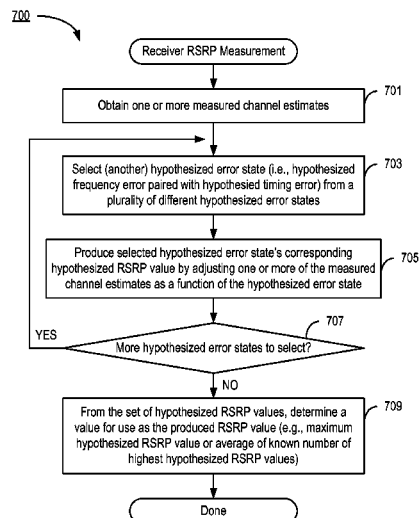 700
Receiver RSRP Measurement
701
Obtain one or more measured channel estimates
703
Select (another) hypothesized error state (i.e., hypothesized
frequency error paired with hypothesied timing error) from a
plurality of different hypothesized error states
705
Produce selected hypothesized error state's corresponding
hypothesized RSRP value by adjusting one or more of the measured
channel estimates as a function of the hypothesized error state
707
YES
More hypothesized error states to select?
NO
709
From the set of hypothesized RSRP values, determine a
value for use as the produced RSRP value (e.g., maximum
hypothesized RSRP value or average of known number of
highest hypothesized RSRP values)
Done